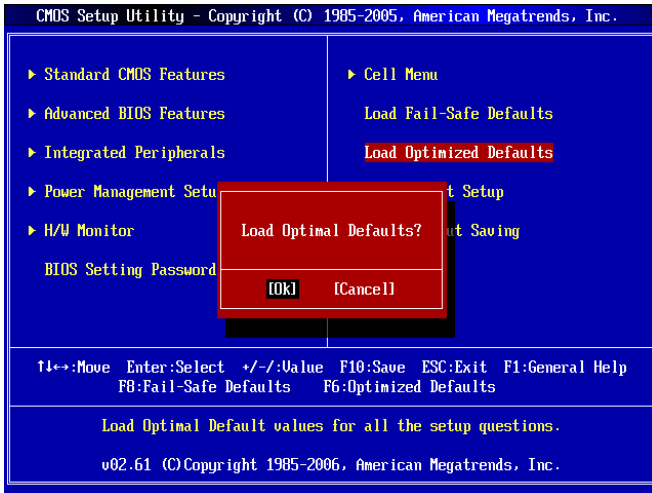 CMOS Setup Utility - Copyright (C) 1985-2005, American Megatrends, Inc.
Standard CMOS Features
Advanced BIOS Features
Integrated Peripherals
Power Management Setu
H/W Monitor
BIOS Setting Password
Cell Menu
Load Fail-Safe Defaults
Load Optimized Defaults
t Setup
ut Saving
Load Optimal Defaults?
[Ok] [Cancel]
↑↓↔:Move Enter:Select +/-/:Value F10:Save ESC:Exit F1:General Help
F8:Fail-Safe Defaults F6:Optimized Defaults
Load Optimal Default values for all the setup questions.
v02.61 (C)Copyright 1985-2006, American Megatrends, Inc.